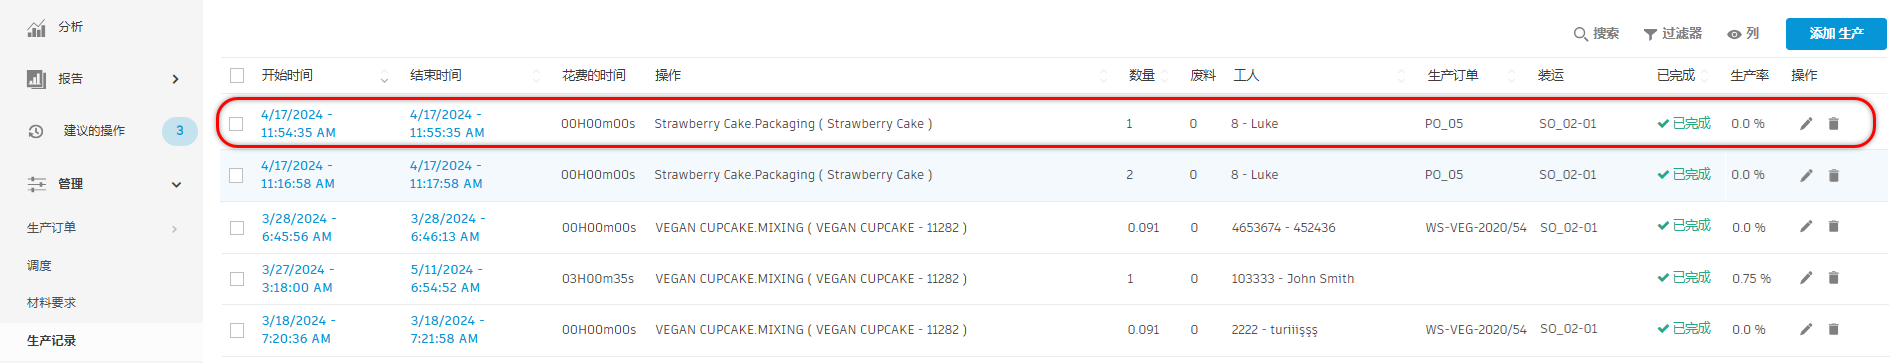 分析
报告
建议的操作 3
管理
生产订单
调度
材料要求
生产记录
搜索 过滤器 列 添加 生产
开始时间 结束时间 花费的时间 操作 数量 废料 工人 生产订单 装运 已完成 生产率 操作
4/17/2024 - 11:54:35 AM 4/17/2024 - 11:55:35 AM 00H00m00s Strawberry Cake.Packaging ( Strawberry Cake ) 1 0 8 - Luke PO_05 SO_02-01 已完成 0.0 %
4/17/2024 - 11:16:58 AM 4/17/2024 - 11:17:58 AM 00H00m00s Strawberry Cake.Packaging ( Strawberry Cake ) 2 0 8 - Luke PO_05 SO_02-01 已完成 0.0 %
3/28/2024 - 6:45:56 AM 3/28/2024 - 6:46:13 AM 00H00m00s VEGAN CUPCAKE.MIXING ( VEGAN CUPCAKE - 11282 ) 0.091 0 4653674 - 452436 WS-VEG-2020/54 SO_02-01 已完成 0.0 %
3/27/2024 - 3:18:00 AM 5/11/2024 - 6:54:52 AM 03H00m35s VEGAN CUPCAKE.MIXING ( VEGAN CUPCAKE - 11282 ) 1 0 103333 - John Smith 已完成 0.75 %
3/18/2024 - 7:20:36 AM 3/18/2024 - 7:21:58 AM 00H00m00s VEGAN CUPCAKE.MIXING ( VEGAN CUPCAKE - 11282 ) 0.091 0 2222 - turiiişşş WS-VEG-2020/54 SO_02-01 已完成 0.0 %